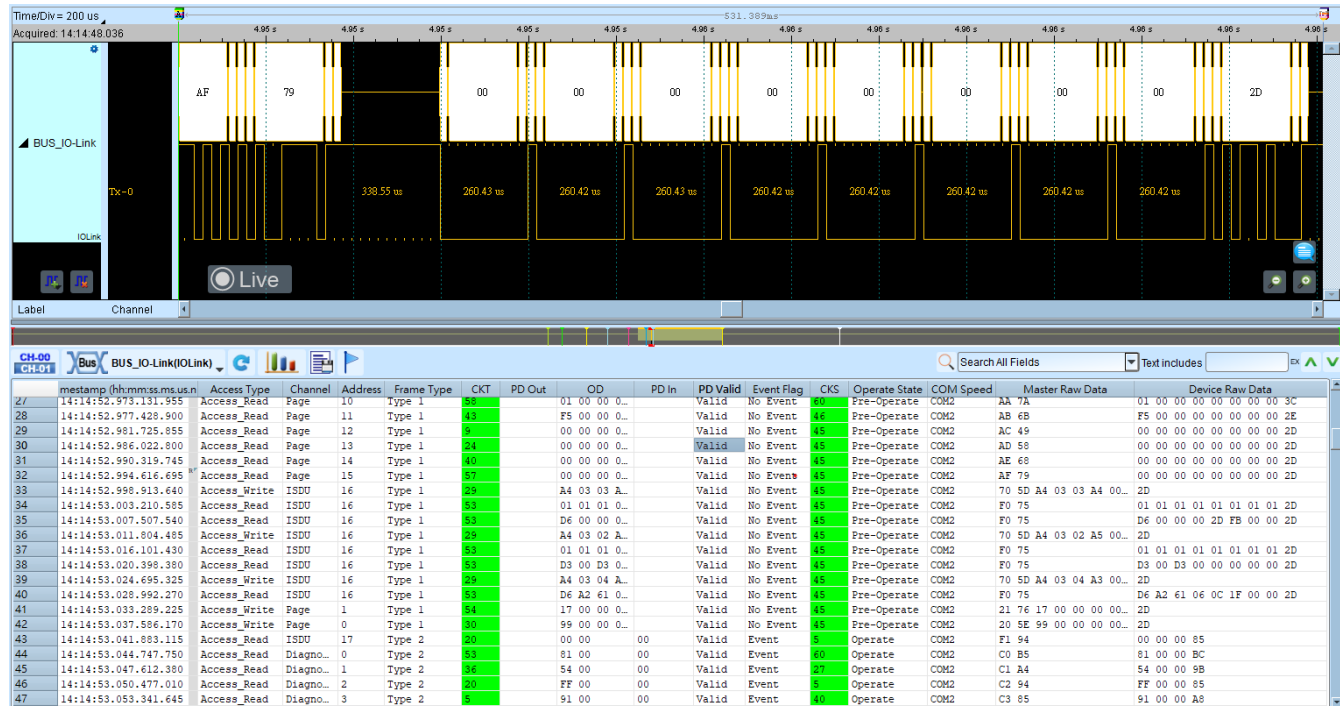 Time/Div = 200 us
531.389ms
Acquired: 14:14:48.036
4.95 s 4.95 s 4.95 s 4.95 s 4.96 s 4.96 s 4.96 s 4.96 s 4.96 s 4.96 s 4.96 s 4.96 s 4.96 s
AF 79 00 00 00 00 00 00 00 00 2D
BUS_IO-Link
Tx-0 338.55 us 260.43 us 260.42 us 260.43 us 260.42 us 260.42 us 260.42 us 260.42 us 260.42 us
IOLink
Live
Label Channel
CH-00 CH-01 Bus BUS_IO-Link(IOLink) Search All Fields Text includes EX
mestamp (hh:mm:ss.ms.us.n Access Type Channel Address Frame Type CKT PD Out OD PD In PD Valid Event Flag CKS Operate State COM Speed Master Raw Data Device Raw Data
27 14:14:52.973.131.955 Access_Read Page 10 Type 1 58 01 00 00 0... Valid No Event 60 Pre-Operate COM2 AA 7A 01 00 00 00 00 00 00 00 3C
28 14:14:52.977.428.900 Access_Read Page 11 Type 1 43 F5 00 00 0... Valid No Event 46 Pre-Operate COM2 AB 6B F5 00 00 00 00 00 00 00 2E
29 14:14:52.981.725.855 Access_Read Page 12 Type 1 9 00 00 00 0... Valid No Event 45 Pre-Operate COM2 AC 49 00 00 00 00 00 00 00 00 2D
30 14:14:52.986.022.800 Access_Read Page 13 Type 1 24 00 00 00 0... Valid No Event 45 Pre-Operate COM2 AD 58 00 00 00 00 00 00 00 00 2D
31 14:14:52.990.319.745 Access_Read Page 14 Type 1 40 00 00 00 0... Valid No Event 45 Pre-Operate COM2 AE 68 00 00 00 00 00 00 00 00 2D
32 14:14:52.994.616.695 Access_Read Page 15 Type 1 57 00 00 00 0... Valid No Event 45 Pre-Operate COM2 AF 79 00 00 00 00 00 00 00 00 2D
33 14:14:52.998.913.640 Access_Write ISDU 16 Type 1 29 A4 03 03 A... Valid No Event 45 Pre-Operate COM2 70 5D A4 03 03 A4 00... 2D
34 14:14:53.003.210.585 Access_Read ISDU 16 Type 1 53 01 01 01 0... Valid No Event 45 Pre-Operate COM2 F0 75 01 01 01 01 01 01 01 01 2D
35 14:14:53.007.507.540 Access_Read ISDU 16 Type 1 53 D6 00 00 0... Valid No Event 45 Pre-Operate COM2 F0 75 D6 00 00 00 2D FB 00 00 2D
36 14:14:53.011.804.485 Access_Write ISDU 16 Type 1 29 A4 03 02 A... Valid No Event 45 Pre-Operate COM2 70 5D A4 03 02 A5 00... 2D
37 14:14:53.016.101.430 Access_Read ISDU 16 Type 1 53 01 01 01 0... Valid No Event 45 Pre-Operate COM2 F0 75 01 01 01 01 01 01 01 01 2D
38 14:14:53.020.398.380 Access_Read ISDU 16 Type 1 53 D3 00 D3 0... Valid No Event 45 Pre-Operate COM2 F0 75 D3 00 D3 00 00 00 00 00 2D
39 14:14:53.024.695.325 Access_Write ISDU 16 Type 1 29 A4 03 04 A... Valid No Event 45 Pre-Operate COM2 70 5D A4 03 04 A3 00... 2D
40 14:14:53.028.992.270 Access_Read ISDU 16 Type 1 53 D6 A2 61 0... Valid No Event 45 Pre-Operate COM2 F0 75 D6 A2 61 06 0C 1F 00 00 2D
41 14:14:53.033.289.225 Access_Write Page 1 Type 1 54 17 00 00 0... Valid No Event 45 Pre-Operate COM2 21 76 17 00 00 00 00... 2D
42 14:14:53.037.586.170 Access_Write Page 0 Type 1 30 99 00 00 0... Valid No Event 45 Pre-Operate COM2 20 5E 99 00 00 00 00... 2D
43 14:14:53.041.883.115 Access_Read ISDU 17 Type 2 20 00 00 00 Valid Event 5 Operate COM2 F1 94 00 00 00 85
44 14:14:53.044.747.750 Access_Read Diagno... 0 Type 2 53 81 00 00 Valid Event 60 Operate COM2 C0 B5 81 00 00 BC
45 14:14:53.047.612.380 Access_Read Diagno... 1 Type 2 36 54 00 00 Valid Event 27 Operate COM2 C1 A4 54 00 00 9B
46 14:14:53.050.477.010 Access_Read Diagno... 2 Type 2 20 FF 00 00 Valid Event 5 Operate COM2 C2 94 FF 00 00 85
47 14:14:53.053.341.645 Access_Read Diagno... 3 Type 2 5 91 00 00 Valid Event 40 Operate COM2 C3 85 91 00 00 A8